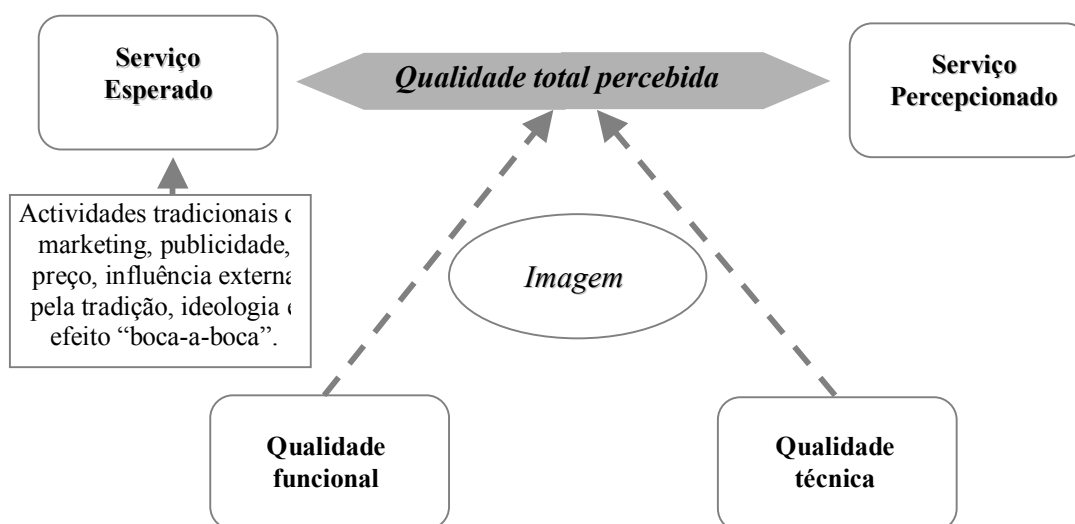 Serviço
Esperado
Qualidade total percebida
Serviço
Percepcionado
Actividades tradicionais d
marketing, publicidade,
preço, influência externa
pela tradição, ideologia e
efeito “boca-a-boca”.
Imagem
Qualidade
funcional
Qualidade
técnica